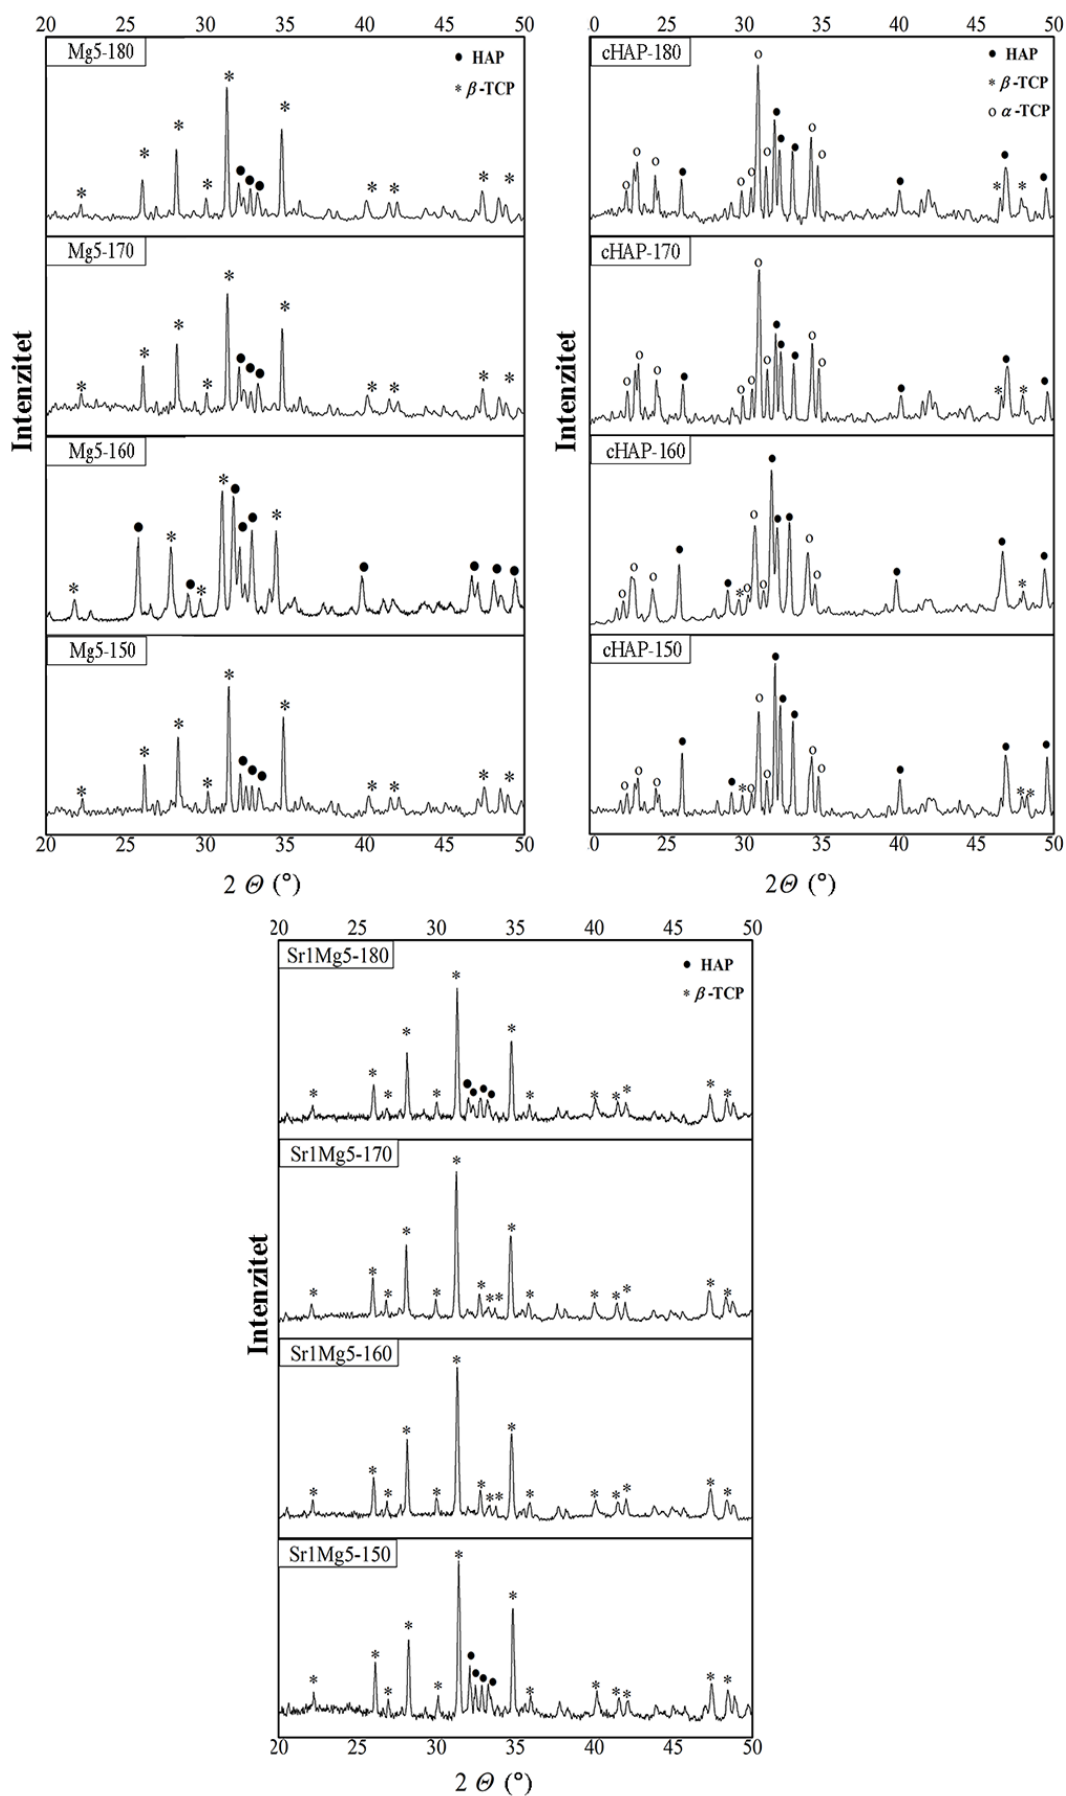 20 25 30 35 40 45 50
Mg5-180
● HAP
* β-TCP
Mg5-170
Mg5-160
Mg5-150
Intenzitet
20 25 30 35 40 45 50
2 Θ (°)
0 25 30 35 40 45 50
cHAP-180
● HAP
* β-TCP
o α-TCP
cHAP-170
cHAP-160
cHAP-150
Intenzitet
0 25 30 35 40 45 50
2Θ (°)
20 25 30 35 40 45 50
Sr1Mg5-180
● HAP
* β-TCP
Sr1Mg5-170
Sr1Mg5-160
Sr1Mg5-150
Intenzitet
20 25 30 35 40 45 50
2 Θ (°)